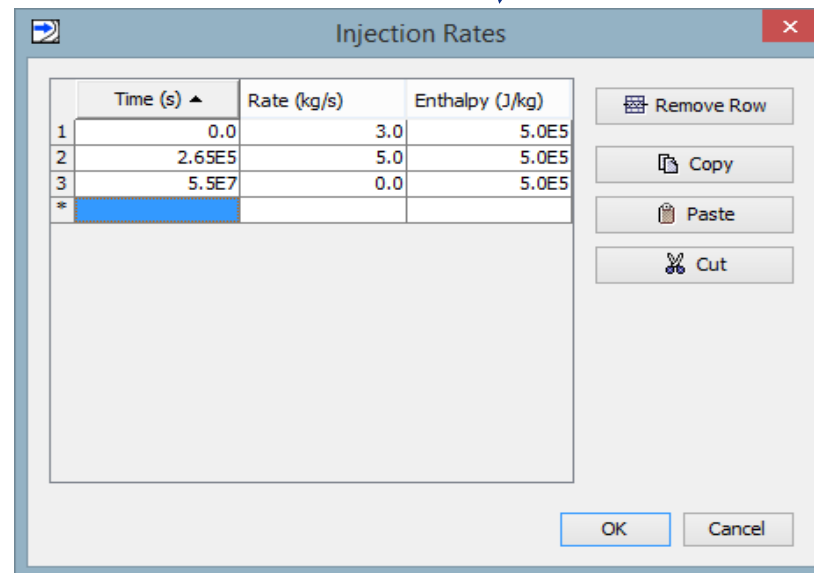 Injection Rates
Time (s) Rate (kg/s) Enthalpy (J/kg)
1 0.0 3.0 5.0E5
2 2.65E5 5.0 5.0E5
3 5.5E7 0.0 5.0E5
*
Remove Row
Copy
Paste
Cut
OK Cancel